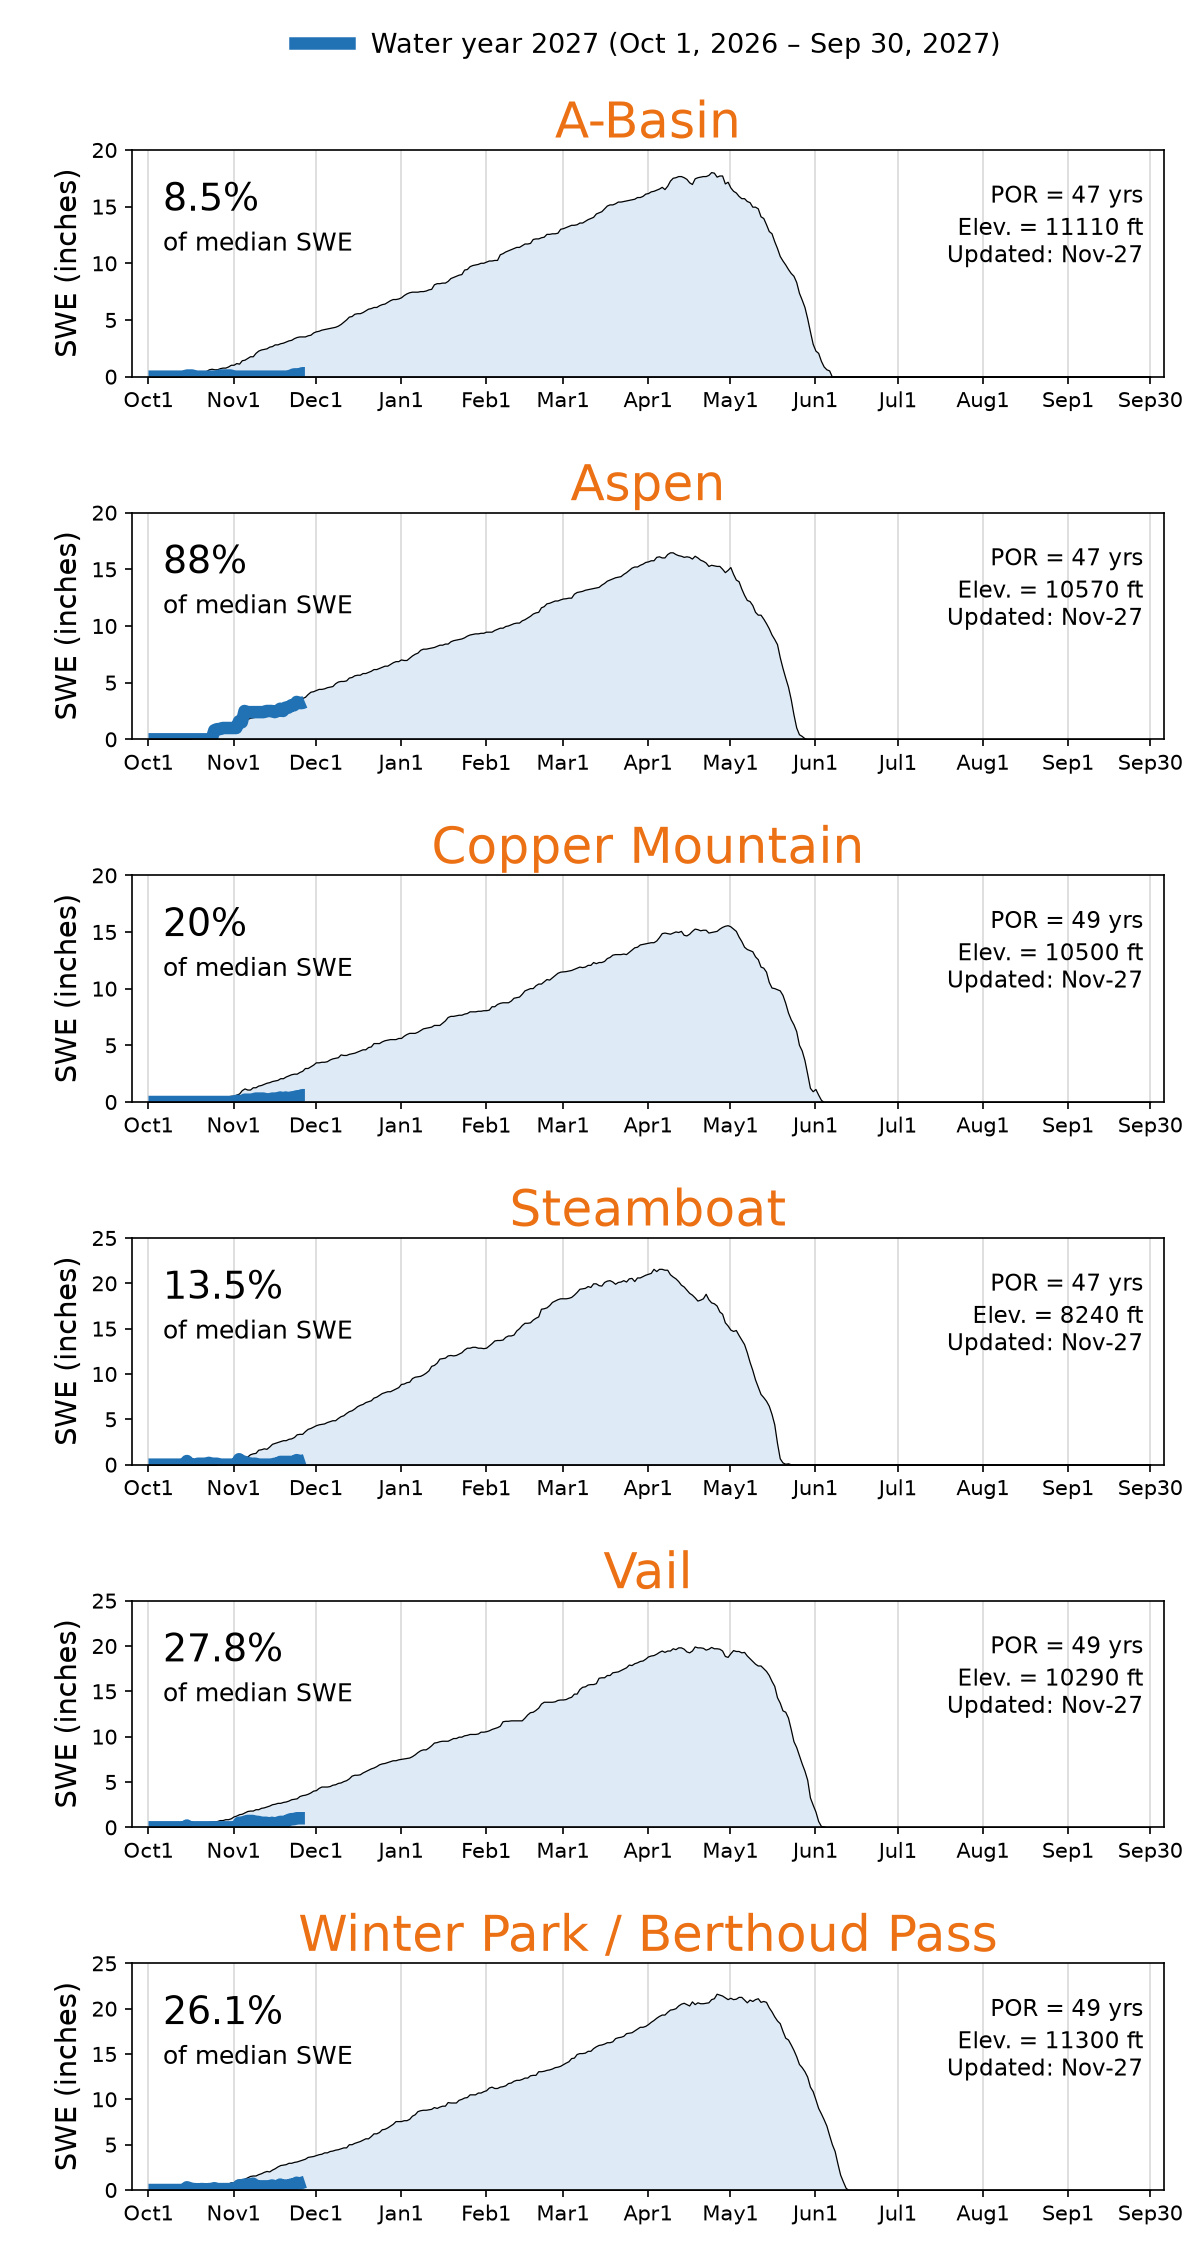 Water year 2027 (Oct 1, 2026 – Sep 30, 2027)
A-Basin
SWE (inches)
20
15
10
5
0
8.5%
of median SWE
POR = 47 yrs
Elev. = 11110 ft
Updated: Nov-27
Oct1 Nov1 Dec1 Jan1 Feb1 Mar1 Apr1 May1 Jun1 Jul1 Aug1 Sep1 Sep30
Aspen
SWE (inches)
20
15
10
5
0
88%
of median SWE
POR = 47 yrs
Elev. = 10570 ft
Updated: Nov-27
Oct1 Nov1 Dec1 Jan1 Feb1 Mar1 Apr1 May1 Jun1 Jul1 Aug1 Sep1 Sep30
Copper Mountain
SWE (inches)
20
15
10
5
0
20%
of median SWE
POR = 49 yrs
Elev. = 10500 ft
Updated: Nov-27
Oct1 Nov1 Dec1 Jan1 Feb1 Mar1 Apr1 May1 Jun1 Jul1 Aug1 Sep1 Sep30
Steamboat
SWE (inches)
25
20
15
10
5
0
13.5%
of median SWE
POR = 47 yrs
Elev. = 8240 ft
Updated: Nov-27
Oct1 Nov1 Dec1 Jan1 Feb1 Mar1 Apr1 May1 Jun1 Jul1 Aug1 Sep1 Sep30
Vail
SWE (inches)
25
20
15
10
5
0
27.8%
of median SWE
POR = 49 yrs
Elev. = 10290 ft
Updated: Nov-27
Oct1 Nov1 Dec1 Jan1 Feb1 Mar1 Apr1 May1 Jun1 Jul1 Aug1 Sep1 Sep30
Winter Park / Berthoud Pass
SWE (inches)
25
20
15
10
5
0
26.1%
of median SWE
POR = 49 yrs
Elev. = 11300 ft
Updated: Nov-27
Oct1 Nov1 Dec1 Jan1 Feb1 Mar1 Apr1 May1 Jun1 Jul1 Aug1 Sep1 Sep30